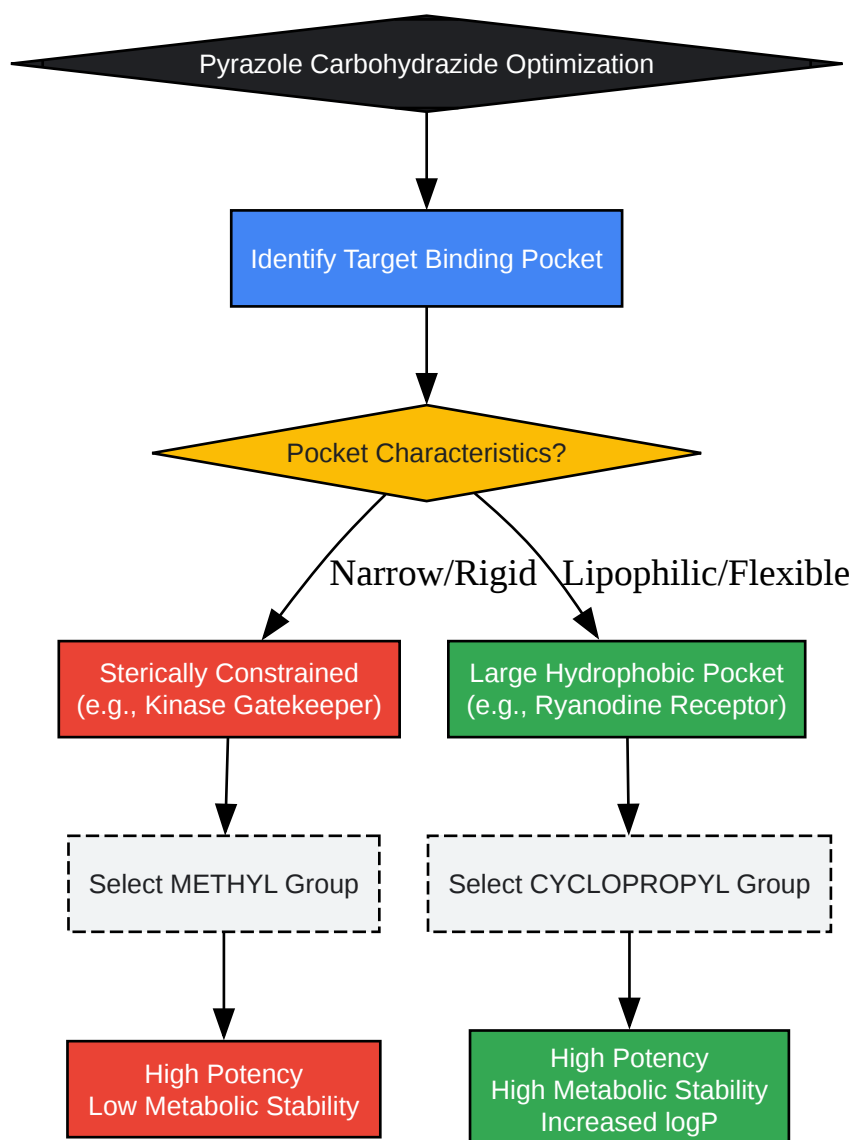 Pyrazole Carbohydrazide Optimization
Identify Target Binding Pocket
Pocket Characteristics?
Narrow/Rigid
Lipophilic/Flexible
Sterically Constrained
(e.g., Kinase Gatekeeper)
Large Hydrophobic Pocket
(e.g., Ryanodine Receptor)
Select METHYL Group
Select CYCLOPROPYL Group
High Potency
Low Metabolic Stability
High Potency
High Metabolic Stability
Increased logP